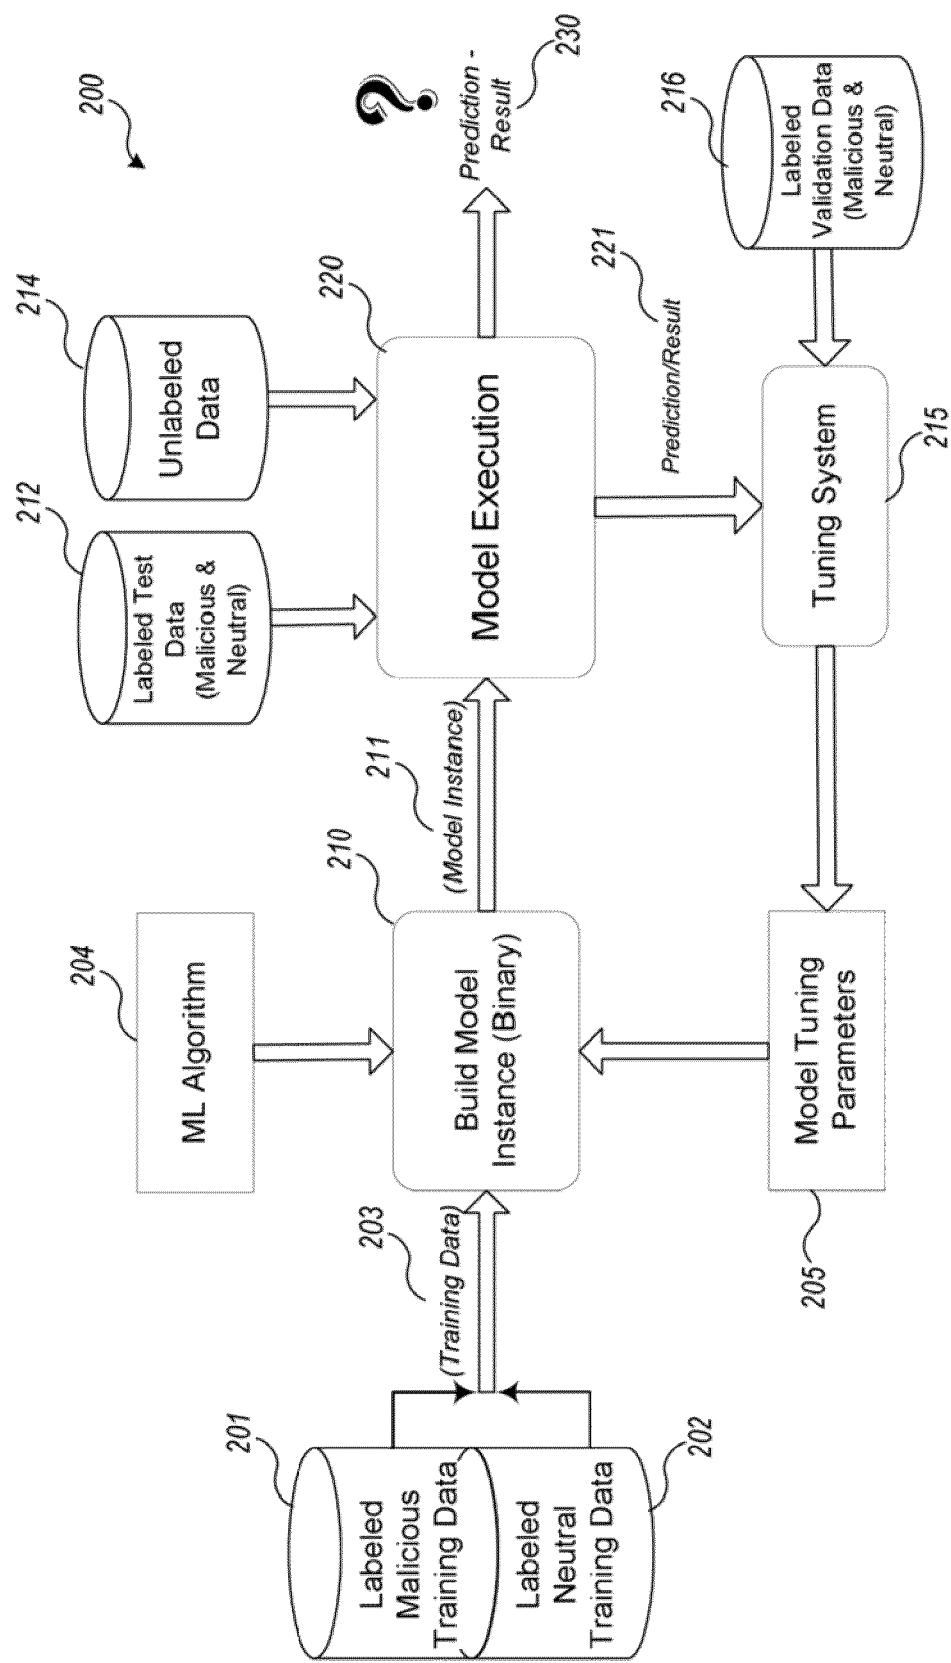 200
201
Labeled
Malicious
Training Data
Labeled
Neutral
Training Data
202
203
(Training Data)
204
ML Algorithm
210
Build Model
Instance (Binary)
Model Tuning
Parameters
205
211
(Model Instance)
212
Labeled Test
Data
(Malicious &
Neutral)
214
Unlabeled
Data
220
Model Execution
Prediction -
Result
230
?
221
Prediction/Result
Tuning System
215
216
Labeled
Validation Data
(Malicious &
Neutral)